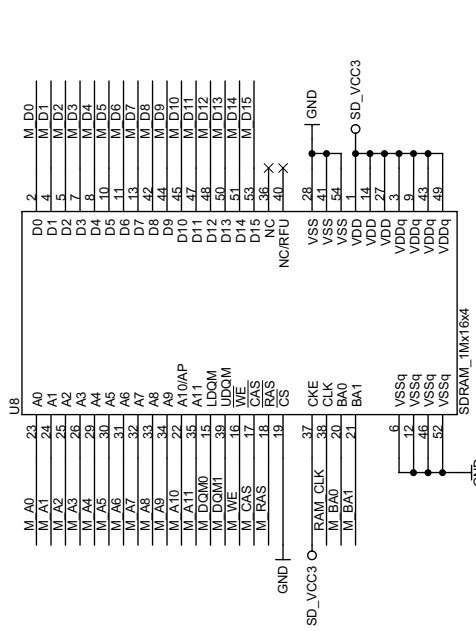 U8
M_A0 23 A0 D0 2 M_D0
M_A1 24 A1 D1 4 M_D1
M_A2 25 A2 D2 5 M_D2
M_A3 26 A3 D3 7 M_D3
M_A4 29 A4 D4 8 M_D4
M_A5 30 A5 D5 10 M_D5
M_A6 31 A6 D6 11 M_D6
M_A7 32 A7 D7 13 M_D7
M_A8 33 A8 D8 42 M_D8
M_A9 34 A9 D9 44 M_D9
M_A10 22 A10/AP D10 45 M_D10
M_A11 35 A11 D11 47 M_D11
M_DQM0 15 LDQM D12 48 M_D12
M_DQM1 39 UDQM D13 50 M_D13
M_WE 16 WE D14 51 M_D14
M_CAS 17 CAS D15 53 M_D15
M_RAS 18 RAS NC 36
GND 19 CS NC/RFU 40
SD_VCC3 37 CKE VSS 28 GND
RAM_CLK 38 CLK VSS 41
M_BA0 20 BA0 VSS 54
M_BA1 21 BA1 VDD 1 SD_VCC3
VDD 14
VDD 27
6 VSSq VDDq 3
12 VSSq VDDq 9
46 VSSq VDDq 43
52 VSSq VDDq 49
SDRAM_1Mx16x4
GND